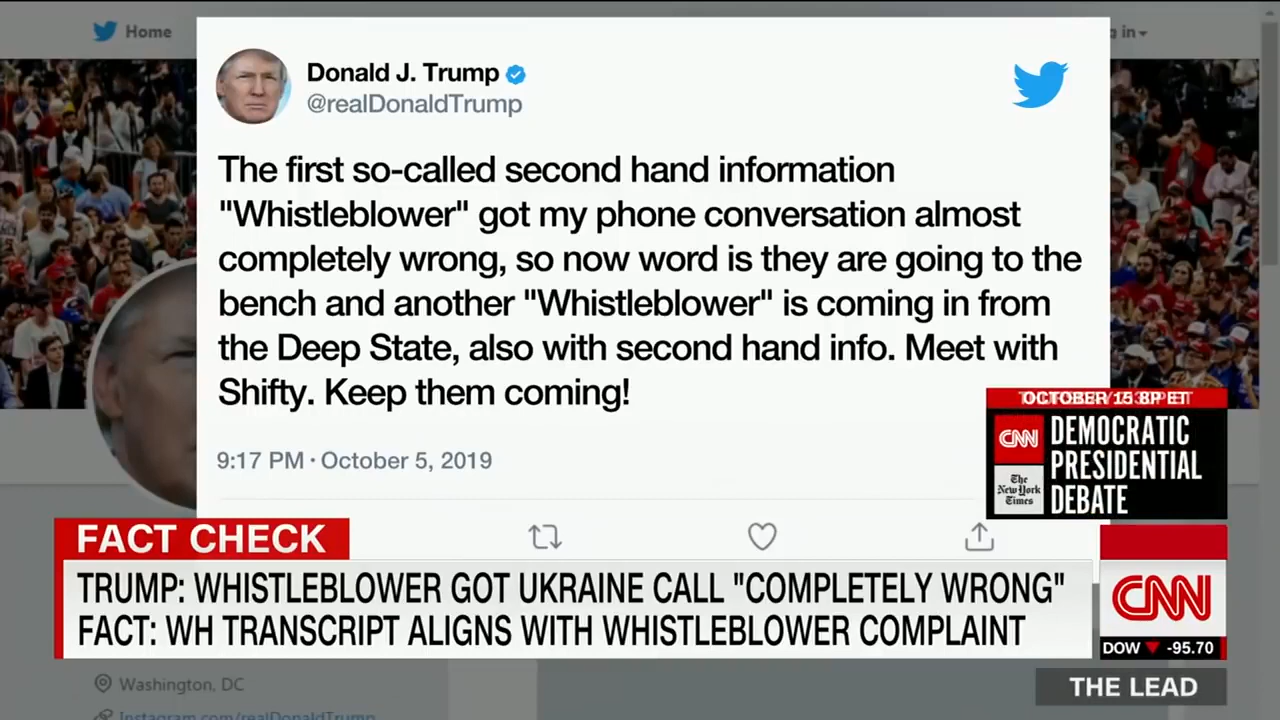 Home
Donald J. Trump
@realDonaldTrump
The first so-called second hand information
"Whistleblower" got my phone conversation almost
completely wrong, so now word is they are going to the
bench and another "Whistleblower" is coming in from
the Deep State, also with second hand info. Meet with
Shifty. Keep them coming!
9:17 PM · October 5, 2019
CNN
The New York Times
DEMOCRATIC
PRESIDENTIAL
DEBATE
FACT CHECK
TRUMP: WHISTLEBLOWER GOT UKRAINE CALL "COMPLETELY WRONG"
FACT: WH TRANSCRIPT ALIGNS WITH WHISTLEBLOWER COMPLAINT
CNN
DOW -95.70
THE LEAD
Washington, DC
Instagram.com/realDonaldTrump